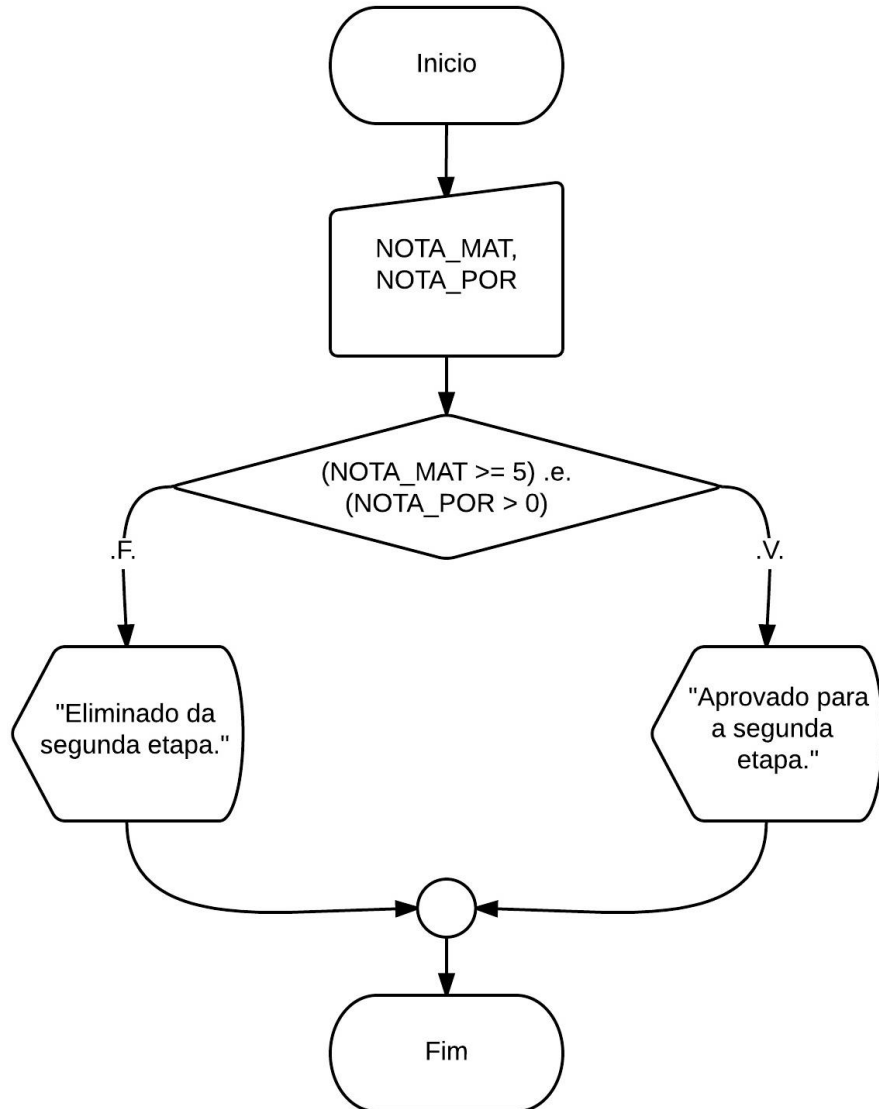 Inicio
NOTA_MAT,
NOTA_POR
(NOTA_MAT >= 5) .e.
(NOTA_POR > 0)
.F.
.V.
"Eliminado da
segunda etapa."
"Aprovado para
a segunda
etapa."
Fim